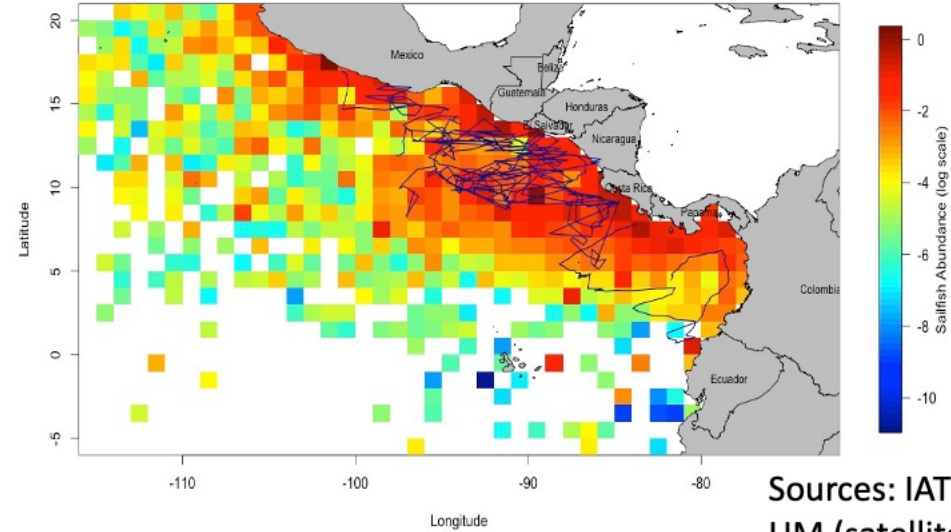 20
15
10
5
0
-5
Latitude
-110
-100
-90
-80
Longitude
Mexico
Belize
Guatemala
Honduras
El Salvador
Nicaragua
Costa Rica
Panama
Colombia
Ecuador
0
-2
-4
-6
-8
-10
Sailfish Abundance (log scale)
Sources: IAT